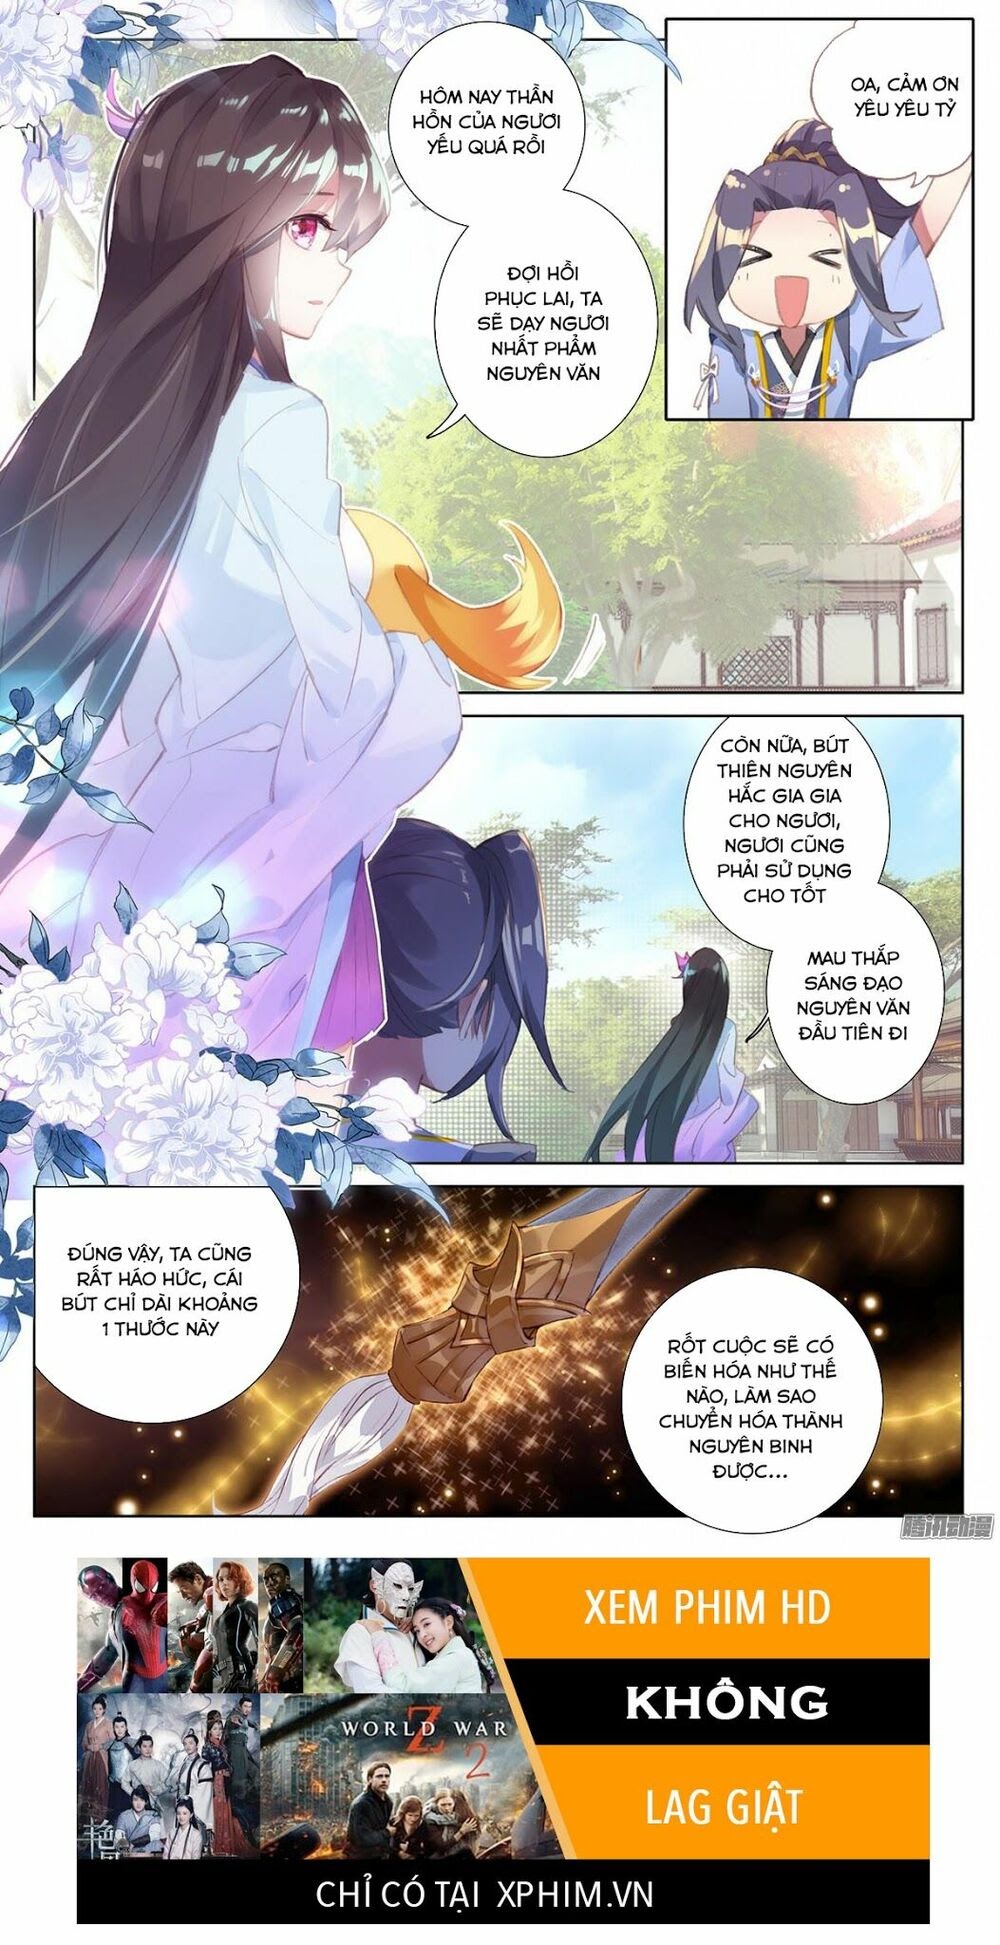 HÔM NAY THẦN
HỒN CỦA NGƯƠI
YẾU QUÁ RỒI
OA, CẢM ƠN
YÊU YÊU TỶ
ĐỢI HỒI
PHỤC LAI, TA
SẼ DẠY NGƯƠI
NHẤT PHẨM
NGUYÊN VĂN
CÒN NỮA, BÚT
THIÊN NGUYÊN
HẮC GIA GIA
CHO NGƯƠI,
NGƯƠI CŨNG
PHẢI SỬ DỤNG
CHO TỐT
MAU THẮP
SÁNG ĐẠO
NGUYÊN VĂN
ĐẦU TIÊN ĐI
ĐÚNG VẬY, TA CŨNG
RẤT HÁO HỨC, CÁI
BÚT CHỈ DÀI KHOẢNG
1 THƯỚC NÀY
RỐT CUỘC SẼ CÓ
BIẾN HÓA NHƯ THẾ
NÀO, LÀM SAO
CHUYỂN HÓA THÀNH
NGUYÊN BINH
ĐƯỢC...
腾讯动漫
XEM PHIM HD
KHÔNG
WORLD WAR
Z
2
LAG GIẬT
CHỈ CÓ TẠI XPHIM.VN